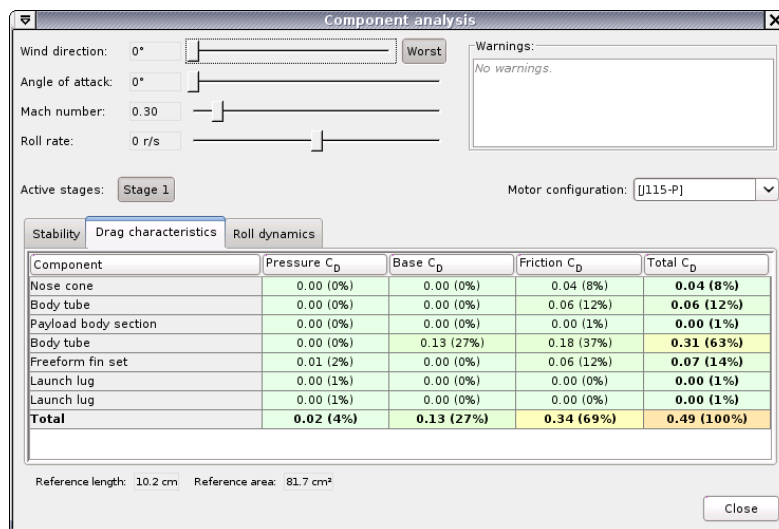 Component analysis
Wind direction: 0° Worst
Angle of attack: 0°
Mach number: 0.30
Roll rate: 0 r/s
Warnings:
No warnings.
Active stages: Stage 1 Motor configuration: [J115-P]
Stability Drag characteristics Roll dynamics
Component Pressure CD Base CD Friction CD Total CD
Nose cone 0.00 (0%) 0.00 (0%) 0.04 (8%) 0.04 (8%)
Body tube 0.00 (0%) 0.00 (0%) 0.06 (12%) 0.06 (12%)
Payload body section 0.00 (0%) 0.00 (0%) 0.00 (1%) 0.00 (1%)
Body tube 0.00 (0%) 0.13 (27%) 0.18 (37%) 0.31 (63%)
Freeform fin set 0.01 (2%) 0.00 (0%) 0.06 (12%) 0.07 (14%)
Launch lug 0.00 (1%) 0.00 (0%) 0.00 (0%) 0.00 (1%)
Launch lug 0.00 (1%) 0.00 (0%) 0.00 (0%) 0.00 (1%)
Total 0.02 (4%) 0.13 (27%) 0.34 (69%) 0.49 (100%)
Reference length: 10.2 cm Reference area: 81.7 cm²
Close